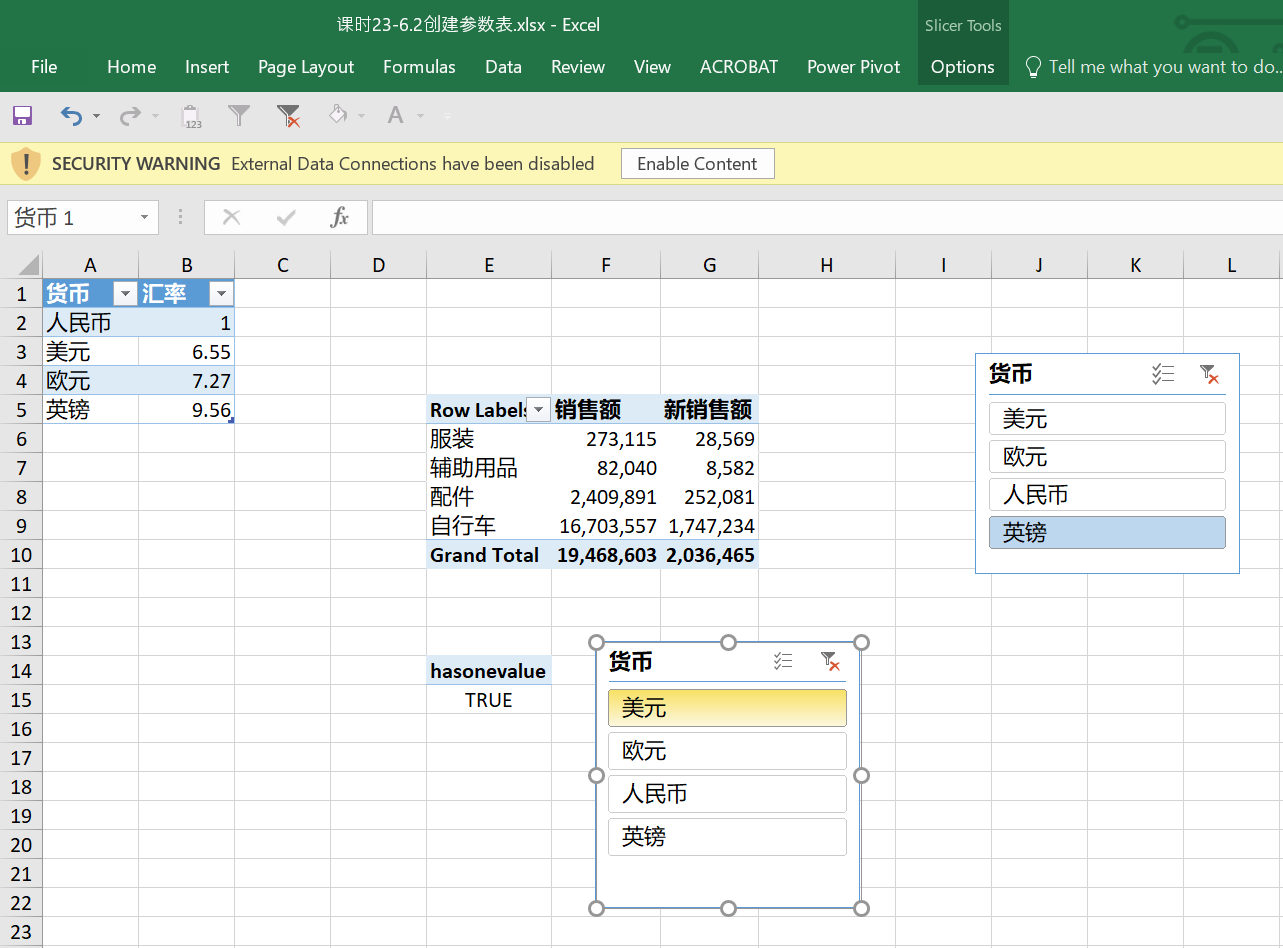 课时23-6.2创建参数表.xlsx - Excel
Slicer Tools
File Home Insert Page Layout Formulas Data Review View ACROBAT Power Pivot Options Tell me what you want to do...
123
SECURITY WARNING External Data Connections have been disabled Enable Content
货币 1 fx
A B C D E F G H I J K L
1 货币 汇率
2 人民币 1
3 美元 6.55
4 欧元 7.27
5 英镑 9.56 Row Labels 销售额 新销售额
6 服装 273,115 28,569
7 辅助用品 82,040 8,582
8 配件 2,409,891 252,081
9 自行车 16,703,557 1,747,234
10 Grand Total 19,468,603 2,036,465
货币
美元
欧元
人民币
英镑
11
12
13
14 hasonevalue
15 TRUE
16
17
18
19
20
21
22
23
货币
美元
欧元
人民币
英镑